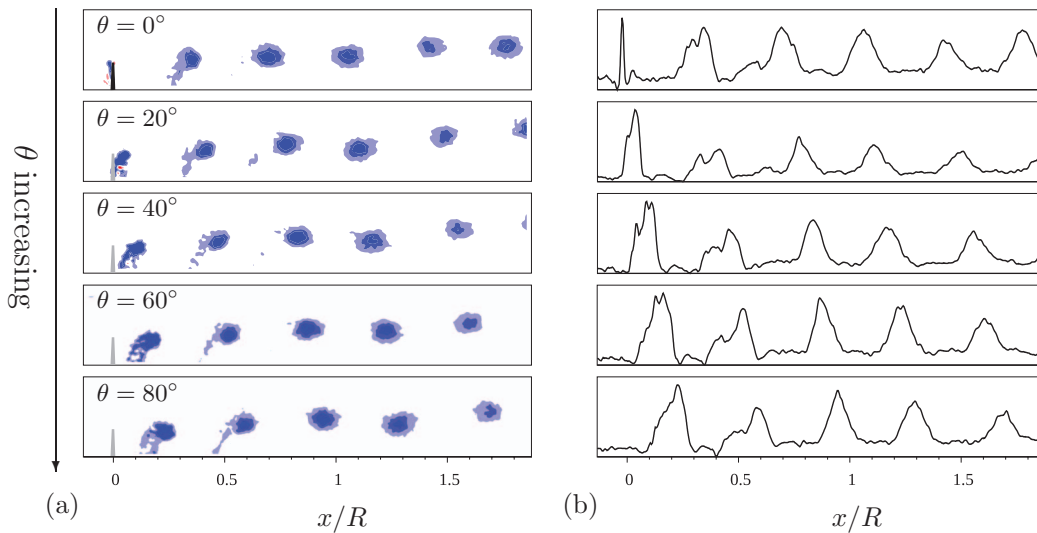 θ = 0°
θ = 20°
θ = 40°
θ = 60°
θ = 80°
θ increasing
0 0.5 1 1.5
0 0.5 1 1.5
(a) x/R
(b) x/R